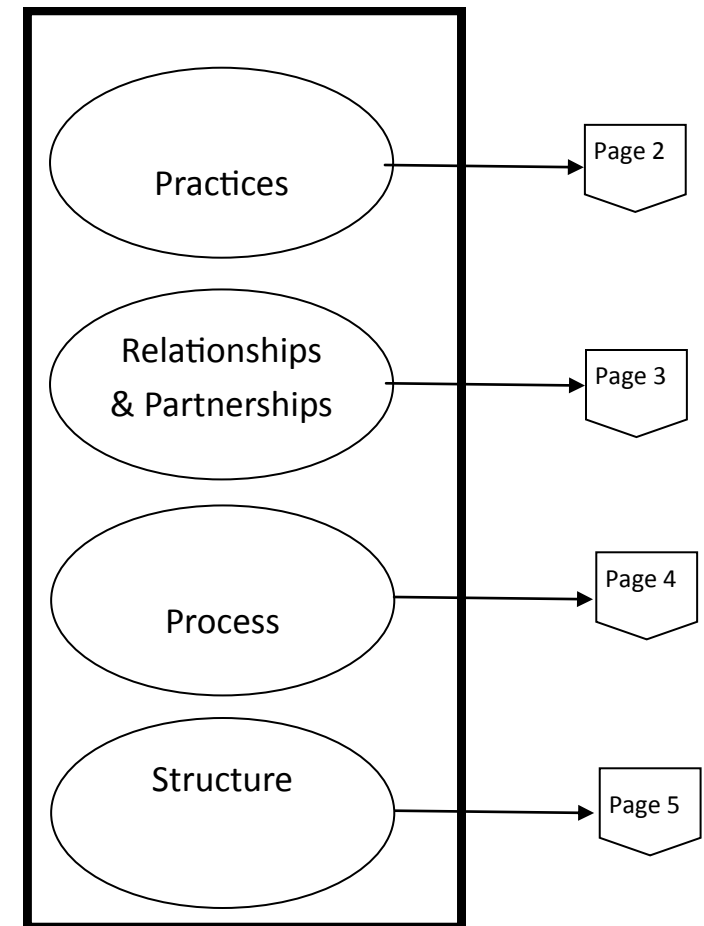 Practices
Page 2
Relationships
& Partnerships
Page 3
Process
Page 4
Structure
Page 5